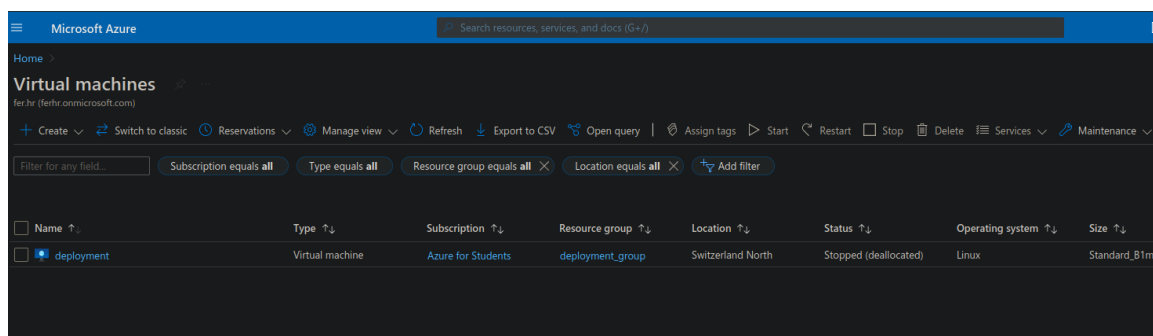 Microsoft Azure Search resources, services, and docs (G+/)
Home >
Virtual machines
fer.hr (ferhr.onmicrosoft.com)
Create Switch to classic Reservations Manage view Refresh Export to CSV Open query Assign tags Start Restart Stop Delete Services Maintenance
Filter for any field... Subscription equals all Type equals all Resource group equals all Location equals all Add filter
Name Type Subscription Resource group Location Status Operating system Size
deployment Virtual machine Azure for Students deployment_group Switzerland North Stopped (deallocated) Linux Standard_B1m